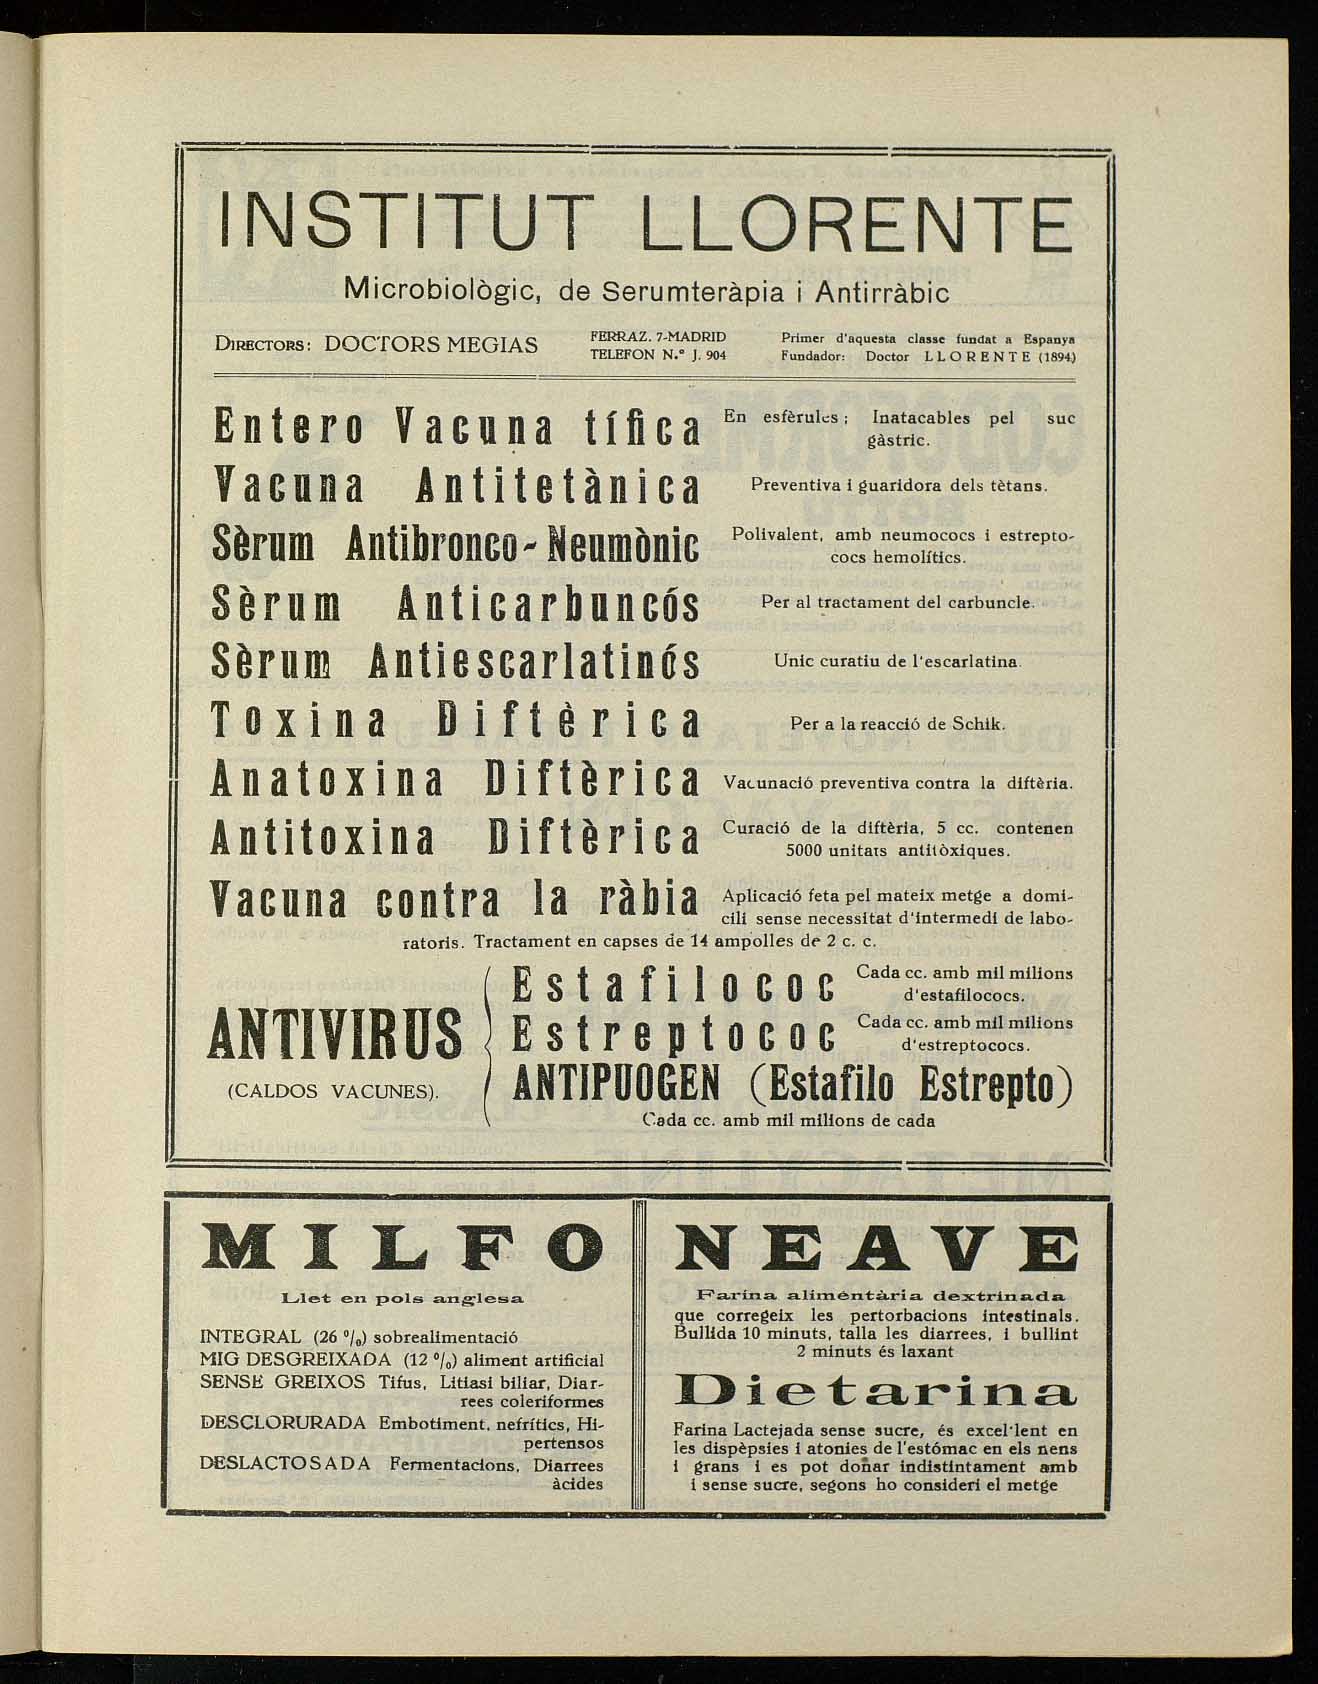 INSTITUT LLORENTE
Microbiològic, de Serumteràpia i Antirràbic
DIRECTORS: DOCTORS MEGIAS
FERRAZ. 7-MADRID
TELEFON N.º J. 904
Primer d'aquesta classe fundat a Espanya
Fundador: Doctor LLORENTE (1894)
Entero Vacuna tífica
En esfèrules; Inatacables pel suc
gàstric.
Vacuna Antitetànica
Preventiva i guaridora dels tètans.
Sèrum Antibronco-Neumònic
Polivalent, amb neumococs i estrepto-
cocs hemolítics.
Sèrum Anticarbuncós
Per al tractament del carbuncle.
Sèrum Antiescarlatinós
Unic curatiu de l'escarlatina.
Toxina Diftèrica
Per a la reacció de Schik.
Anatoxina Diftèrica
Vacunació preventiva contra la diftèria.
Antitoxina Diftèrica
Curació de la diftèria, 5 cc. contenen
5000 unitats antitòxiques.
Vacuna contra la ràbia
Aplicació feta pel mateix metge a domi-
cili sense necessitat d'intermedi de labo-
ratoris. Tractament en capses de 14 ampolles de 2 c. c.
ANTIVIRUS
(CALDOS VACUNES).
Estafilococ
Cada cc. amb mil milions
d'estafilococs.
Estreptococ
Cada cc. amb mil milions
d'estreptococs.
ANTIPUOGEN (Estafilo Estrepto)
Cada cc. amb mil milions de cada
MILFO
Llet en pols anglesa
INTEGRAL (26 %) sobrealimentació
MIG DESGREIXADA (12 %) aliment artificial
SENSE GREIXOS Tifus, Litiasi biliar, Diar-
rees coleriformes
DESCLORURADA Embotiment, nefrítics, Hi-
pertensos
DESLACTOSADA Fermentacions, Diarrees
àcides
NEAVE
Farina alimentària dextrinada
que corregeix les pertorbacions intestinals.
Bullida 10 minuts, talla les diarrees, i bullint
2 minuts és laxant
Dietarina
Farina Lactejada sense sucre, és excel·lent en
les dispèpsies i atonies de l'estómac en els nens
i grans i es pot donar indistintament amb
i sense sucre, segons ho consideri el metge